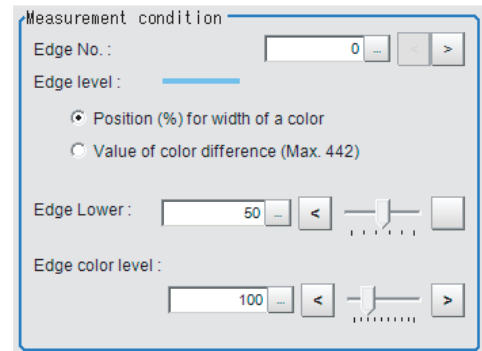 Measurement condition
Edge No. : 0 ... < >
Edge level :
Position (%) for width of a color
Value of color difference (Max. 442)
Edge Lower : 50 ... <
Edge color level :
100 ... < >